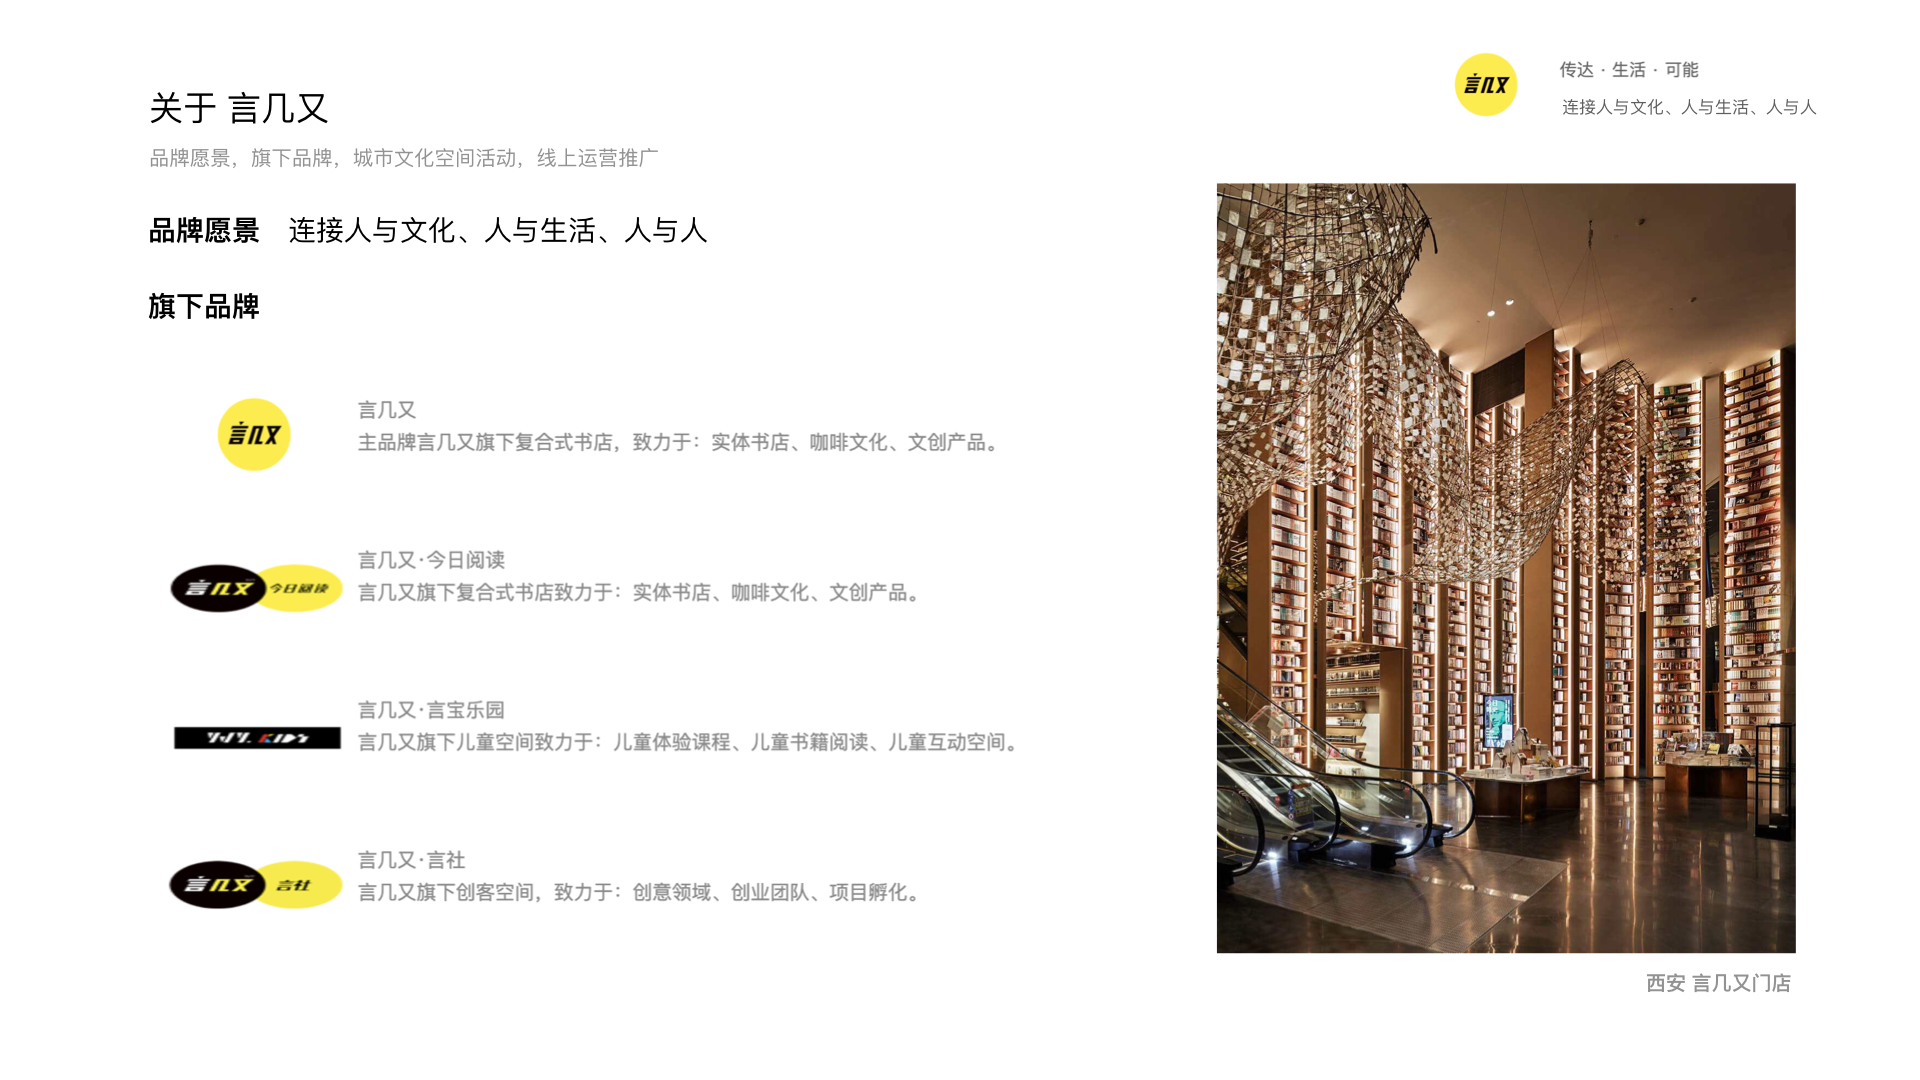 关于 言几又
品牌愿景，旗下品牌，城市文化空间活动，线上运营推广
言几又
传达 · 生活 · 可能
连接人与文化、人与生活、人与人
品牌愿景 连接人与文化、人与生活、人与人
旗下品牌
言几又
言几又
主品牌言几又旗下复合式书店，致力于：实体书店、咖啡文化、文创产品。
言几又 今日阅读
言几又·今日阅读
言几又旗下复合式书店致力于：实体书店、咖啡文化、文创产品。
YJY. KIDS
言几又·言宝乐园
言几又旗下儿童空间致力于：儿童体验课程、儿童书籍阅读、儿童互动空间。
言几又 言社
言几又·言社
言几又旗下创客空间，致力于：创意领域、创业团队、项目孵化。
西安 言几又门店